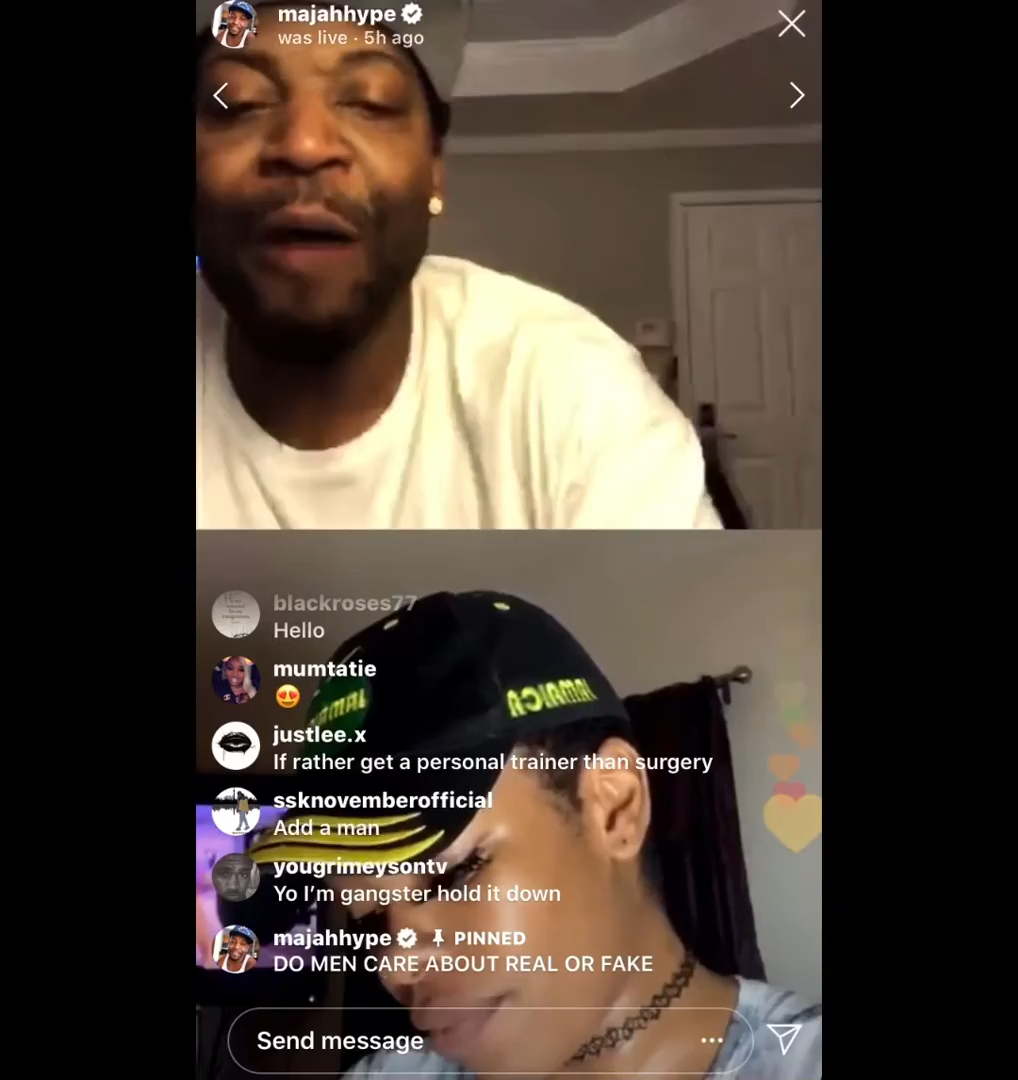 majahhype
was live · 5h ago
blackroses77
Hello
JAMAICA
mumtatie
😍
justlee.x
If rather get a personal trainer than surgery
ssknovemberofficial
Add a man
yougrimeysontv
Yo I’m gangster hold it down
majahhype PINNED
DO MEN CARE ABOUT REAL OR FAKE
Send message